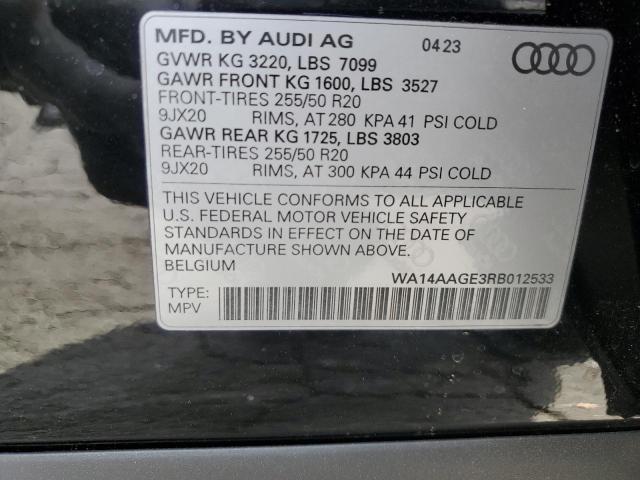 MFD. BY AUDI AG 04 23
GVWR KG 3220, LBS 7099
GAWR FRONT KG 1600, LBS 3527
FRONT-TIRES 255/50 R20
9JX20 RIMS, AT 280 KPA 41 PSI COLD
GAWR REAR KG 1725, LBS 3803
REAR-TIRES 255/50 R20
9JX20 RIMS, AT 300 KPA 44 PSI COLD
THIS VEHICLE CONFORMS TO ALL APPLICABLE
U.S. FEDERAL MOTOR VEHICLE SAFETY
STANDARDS IN EFFECT ON THE DATE OF
MANUFACTURE SHOWN ABOVE.
BELGIUM
WA14AAGE3RB012533
TYPE:
MPV